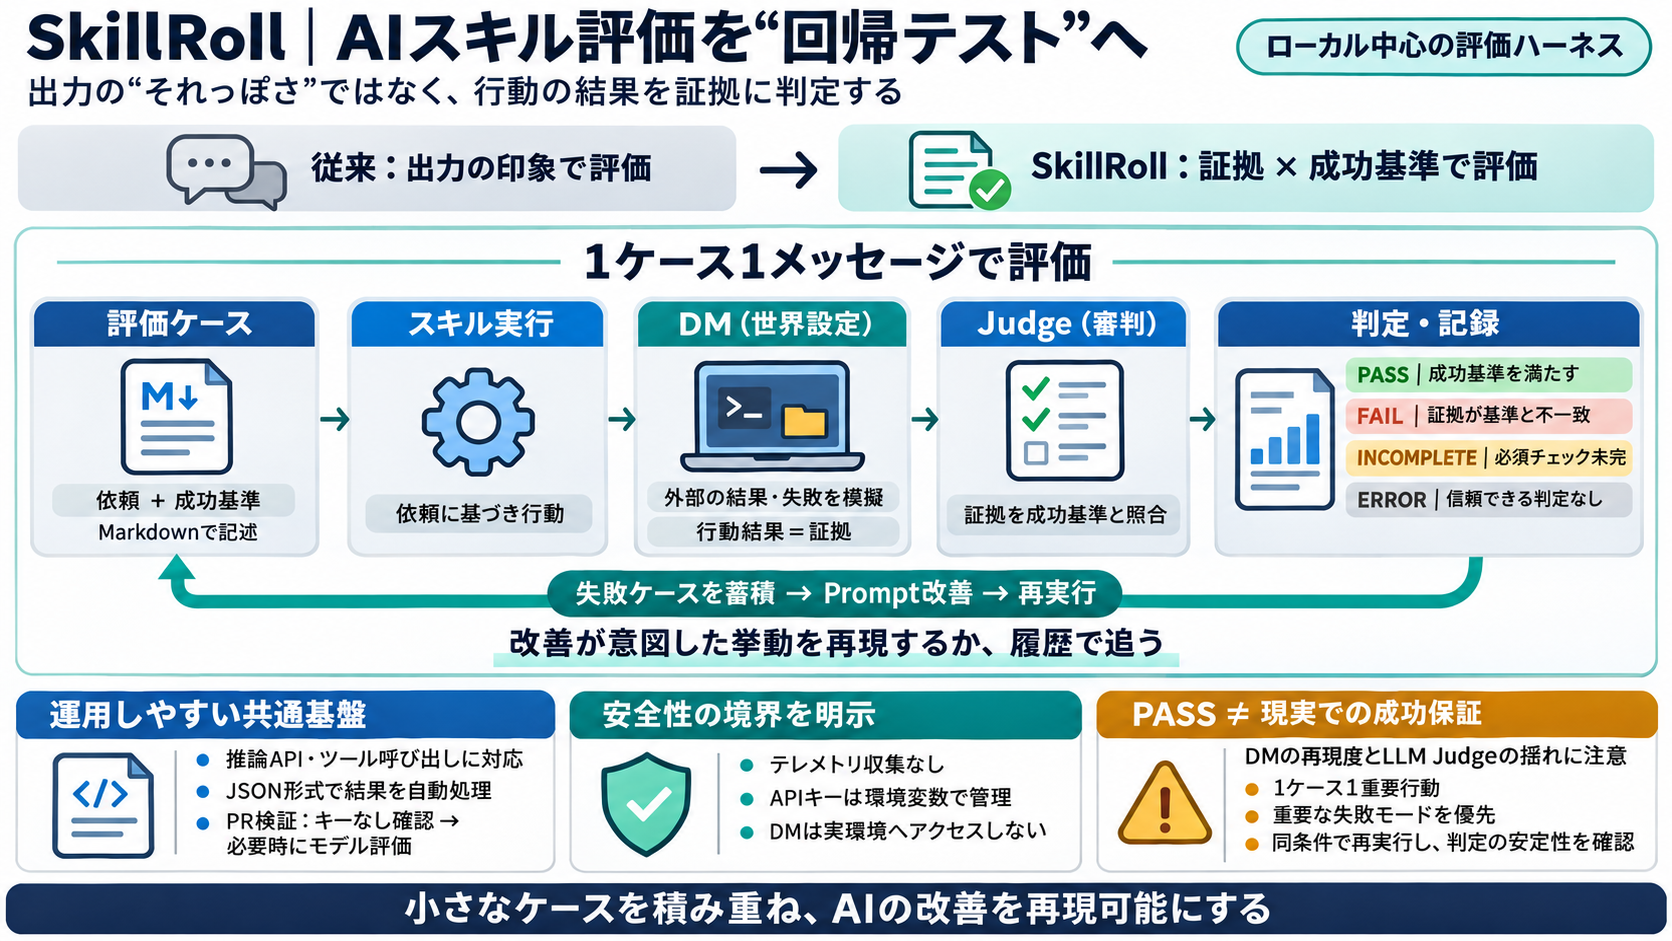 SkillRoll｜AIスキル評価を“回帰テスト”へ
ローカル中心の評価ハーネス
出力の“それっぽさ”ではなく、行動の結果を証拠に判定する
従来：出力の印象で評価
→
SkillRoll：証拠 × 成功基準で評価
1ケース1メッセージで評価
評価ケース
M↓
依頼 ＋ 成功基準
Markdownで記述
スキル実行
依頼に基づき行動
DM（世界設定）
>_
外部の結果・失敗を模擬
行動結果＝証拠
Judge（審判）
証拠を成功基準と照合
判定・記録
PASS｜成功基準を満たす
FAIL｜証拠が基準と不一致
INCOMPLETE｜必須チェック未完
ERROR｜信頼できる判定なし
失敗ケースを蓄積 → Prompt改善 → 再実行
改善が意図した挙動を再現するか、履歴で追う
運用しやすい共通基盤
</>
● 推論API・ツール呼び出しに対応
● JSON形式で結果を自動処理
● PR検証：キーなし確認 →
必要時にモデル評価
安全性の境界を明示
● テレメトリ収集なし
● APIキーは環境変数で管理
● DMは実環境へアクセスしない
PASS ≠ 現実での成功保証
!
DMの再現度とLLM Judgeの揺れに注意
● 1ケース1重要行動
● 重要な失敗モードを優先
● 同条件で再実行し、判定の安定性を確認
小さなケースを積み重ね、AIの改善を再現可能にする